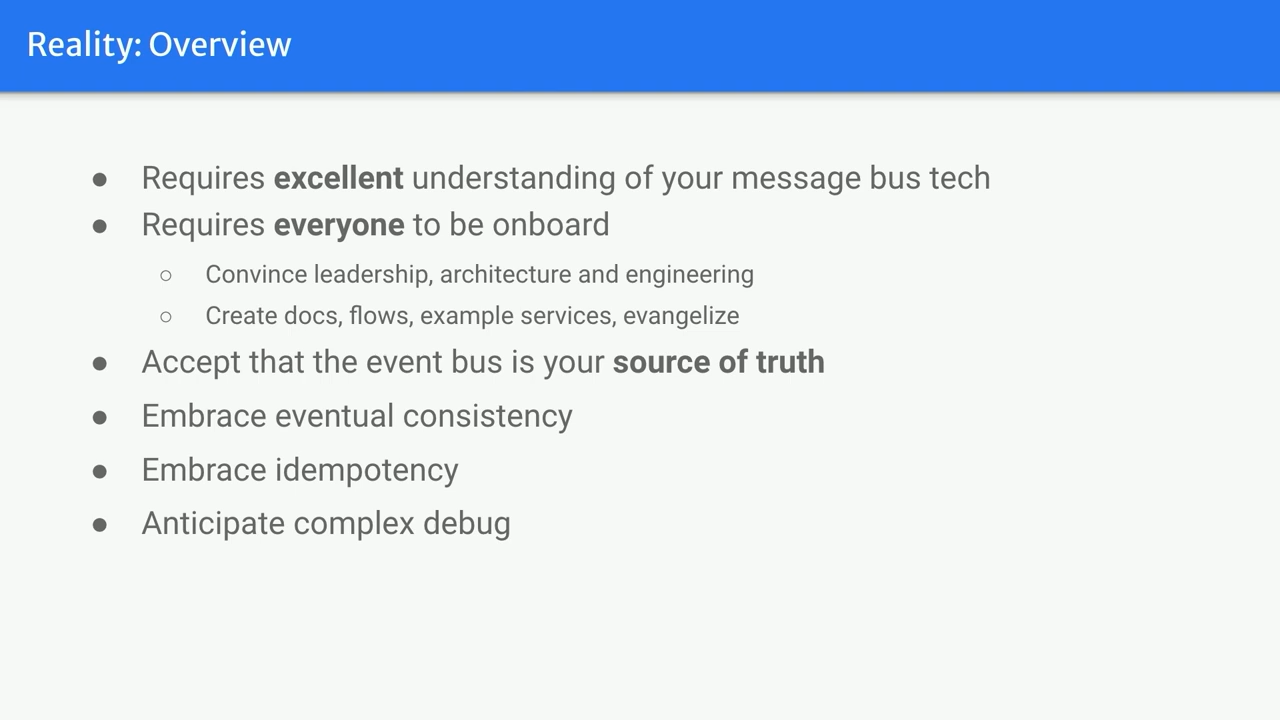 Reality: Overview
● Requires excellent understanding of your message bus tech
● Requires everyone to be onboard
○ Convince leadership, architecture and engineering
○ Create docs, flows, example services, evangelize
● Accept that the event bus is your source of truth
● Embrace eventual consistency
● Embrace idempotency
● Anticipate complex debug